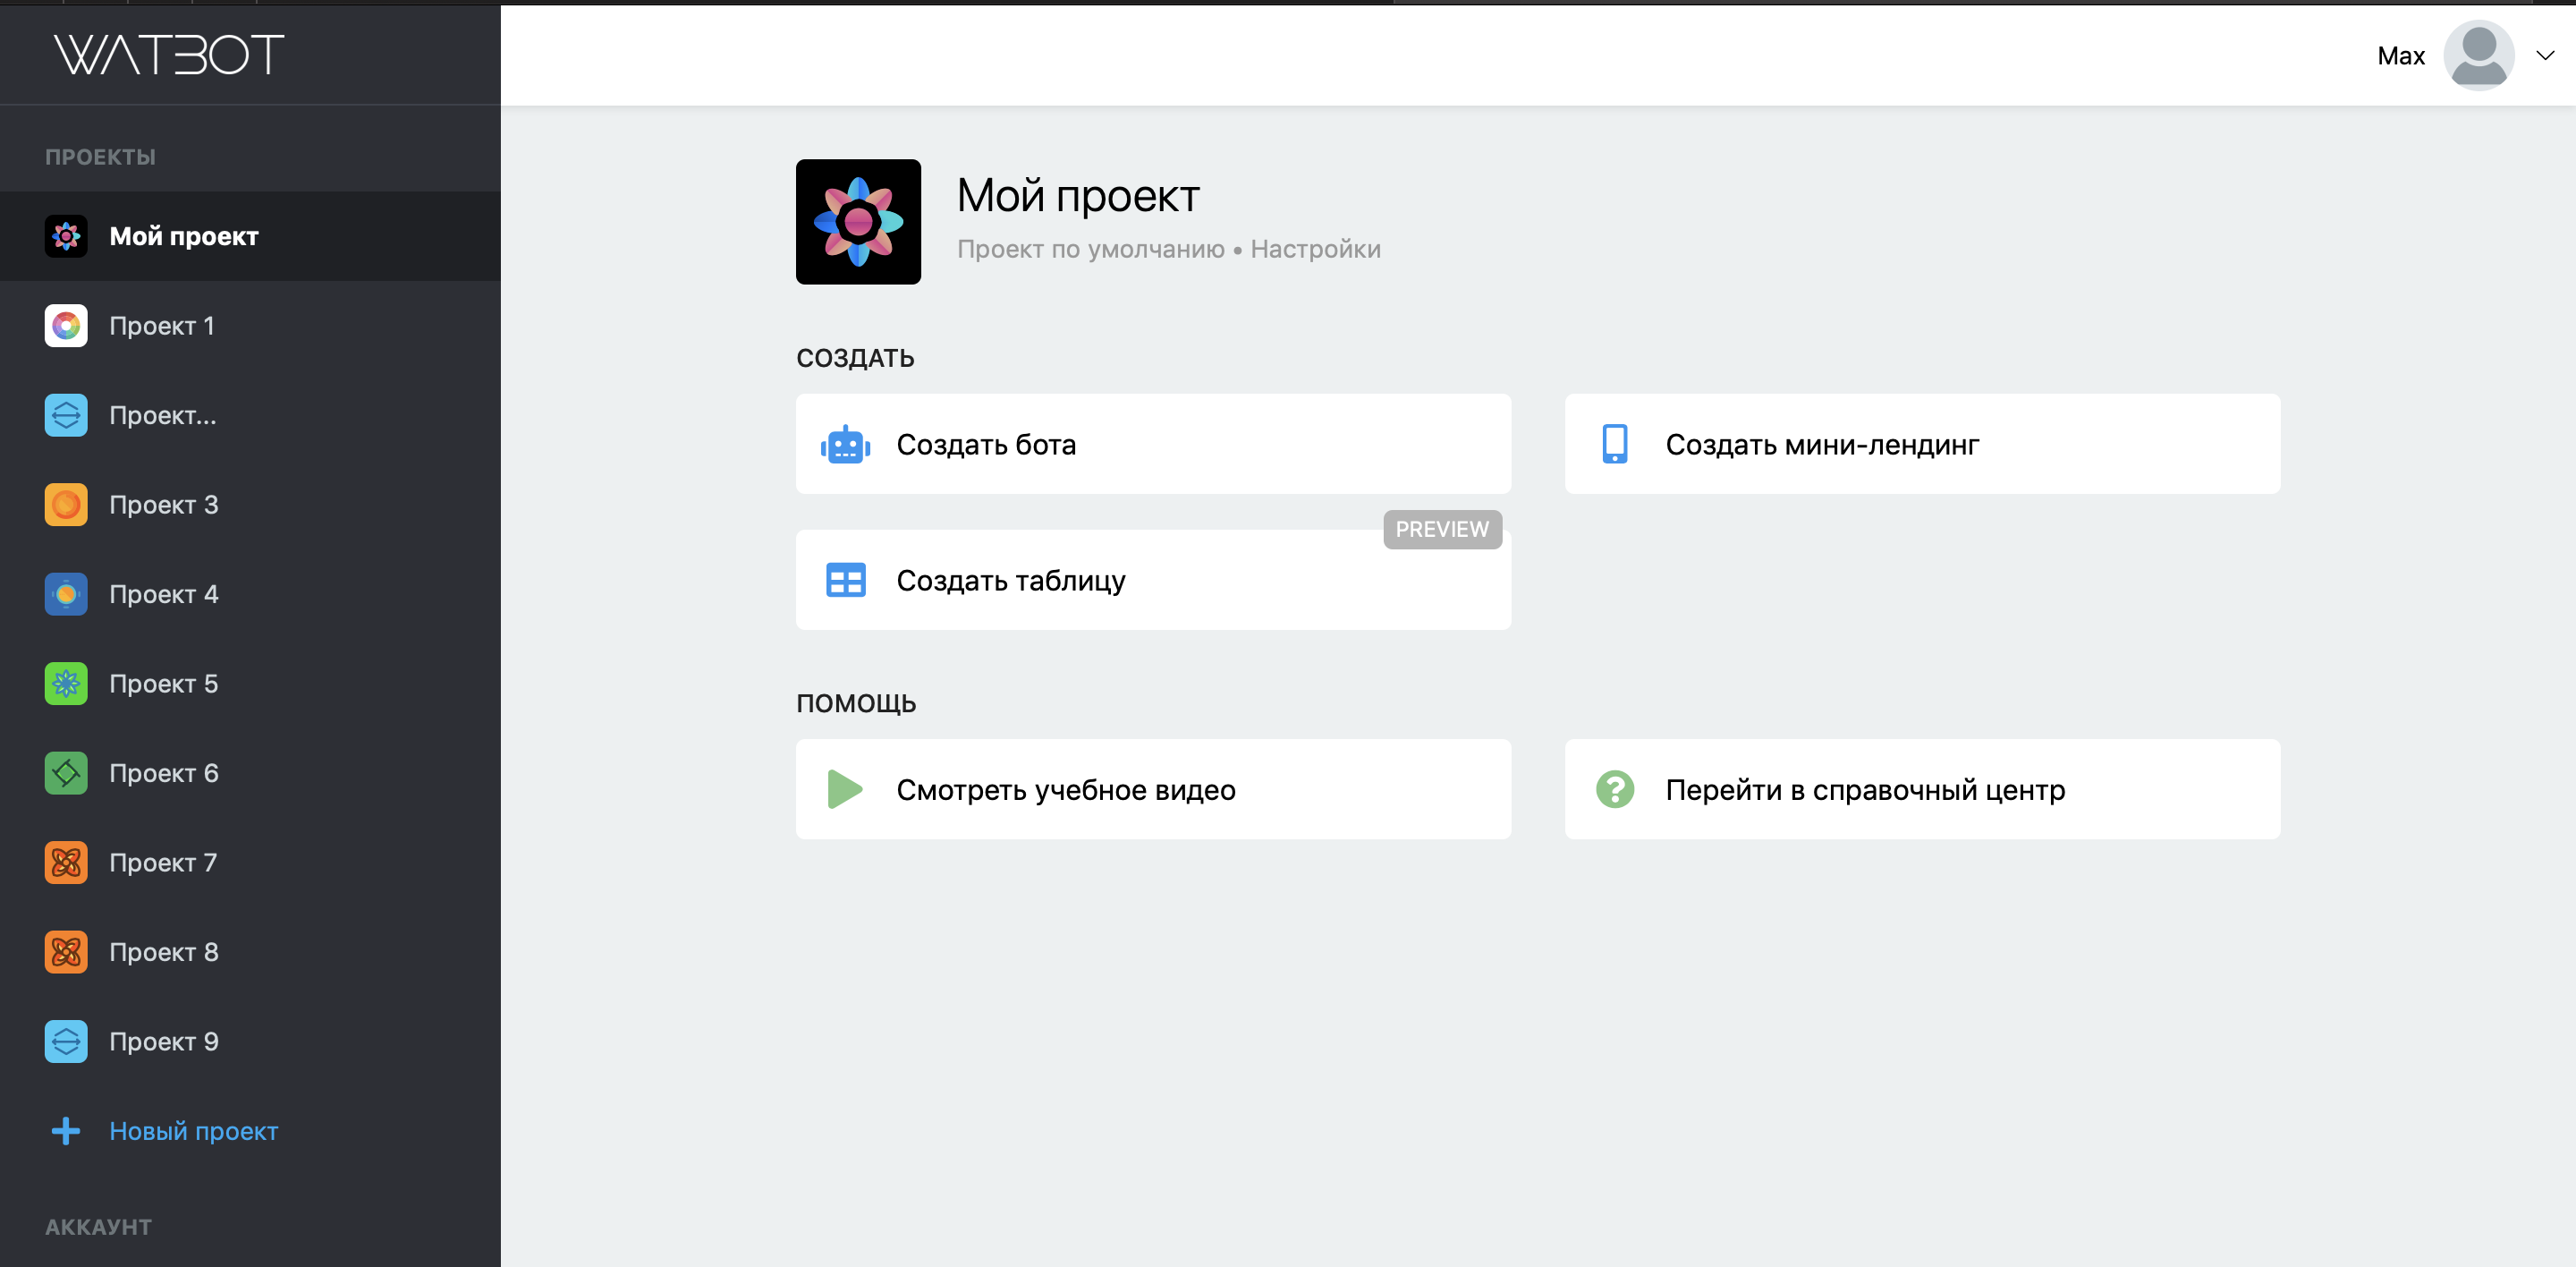 WATBOT
Max
ПРОЕКТЫ
Мой проект
Проект 1
Проект...
Проект 3
Проект 4
Проект 5
Проект 6
Проект 7
Проект 8
Проект 9
Новый проект
АККАУНТ
Мой проект
Проект по умолчанию • Настройки
СОЗДАТЬ
Создать бота
Создать мини-лендинг
PREVIEW
Создать таблицу
ПОМОЩЬ
Смотреть учебное видео
Перейти в справочный центр